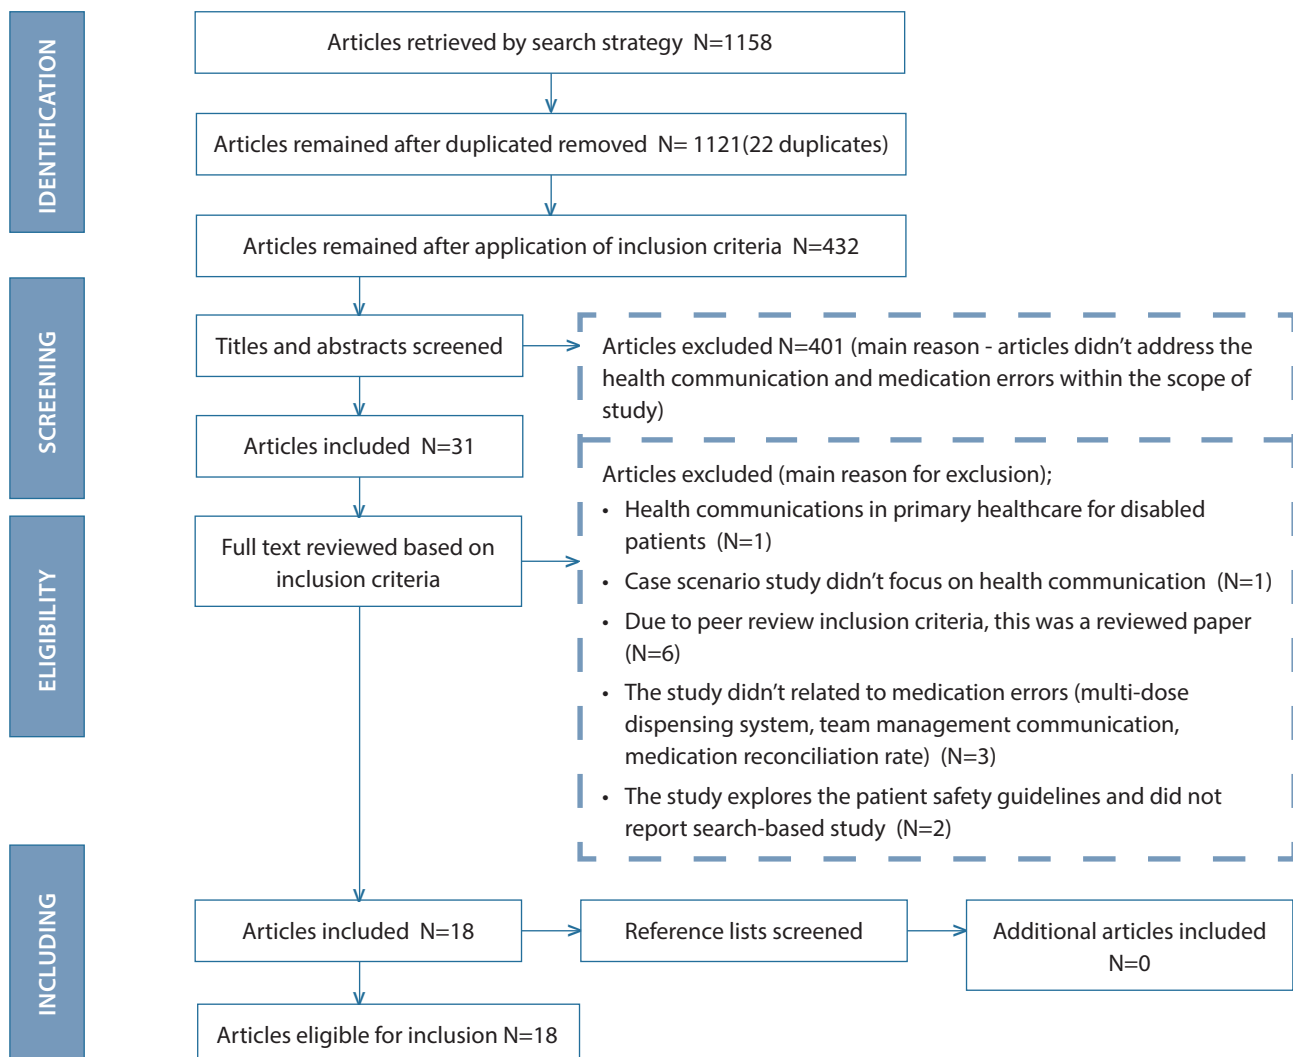 IDENTIFICATION
Articles retrieved by search strategy N=1158
Articles remained after duplicated removed N= 1121(22 duplicates)
Articles remained after application of inclusion criteria N=432
SCREENING
Titles and abstracts screened
Articles excluded N=401 (main reason - articles didn't address the
health communication and medication errors within the scope of
study)
Articles included N=31
ELIGIBILITY
Full text reviewed based on
inclusion criteria
Articles excluded (main reason for exclusion);
• Health communications in primary healthcare for disabled
patients (N=1)
• Case scenario study didn't focus on health communication (N=1)
• Due to peer review inclusion criteria, this was a reviewed paper
(N=6)
• The study didn't related to medication errors (multi-dose
dispensing system, team management communication,
medication reconciliation rate) (N=3)
• The study explores the patient safety guidelines and did not
report search-based study (N=2)
INCLUDING
Articles included N=18
Reference lists screened
Additional articles included
N=0
Articles eligible for inclusion N=18